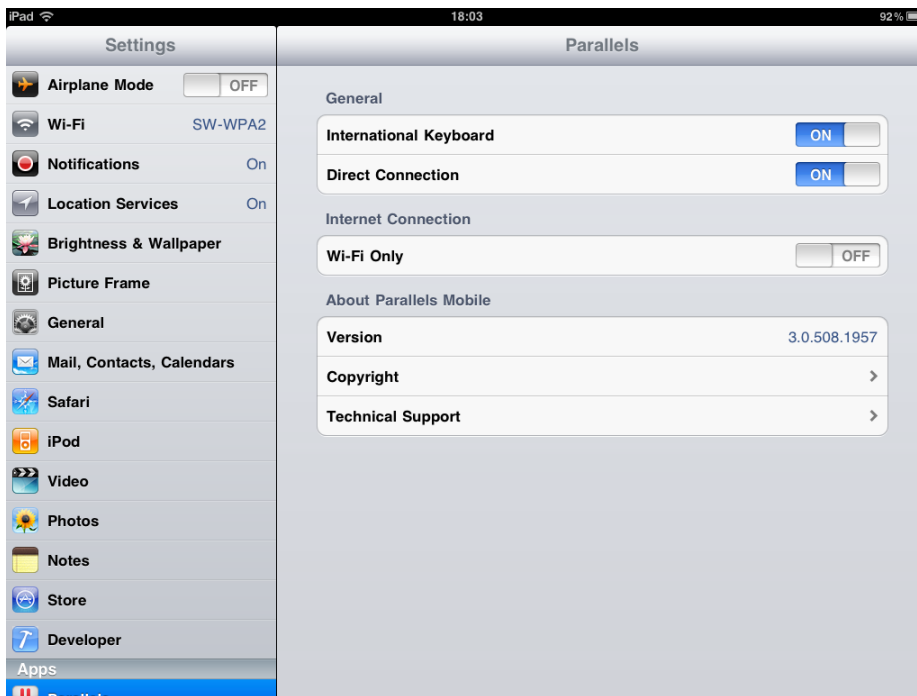 iPad 18:03 92%
Settings
Airplane Mode OFF
Wi-Fi SW-WPA2
Notifications On
Location Services On
Brightness & Wallpaper
Picture Frame
General
Mail, Contacts, Calendars
Safari
iPod
Video
Photos
Notes
Store
Developer
Apps
Parallels
Parallels
General
International Keyboard ON
Direct Connection ON
Internet Connection
Wi-Fi Only OFF
About Parallels Mobile
Version 3.0.508.1957
Copyright
Technical Support